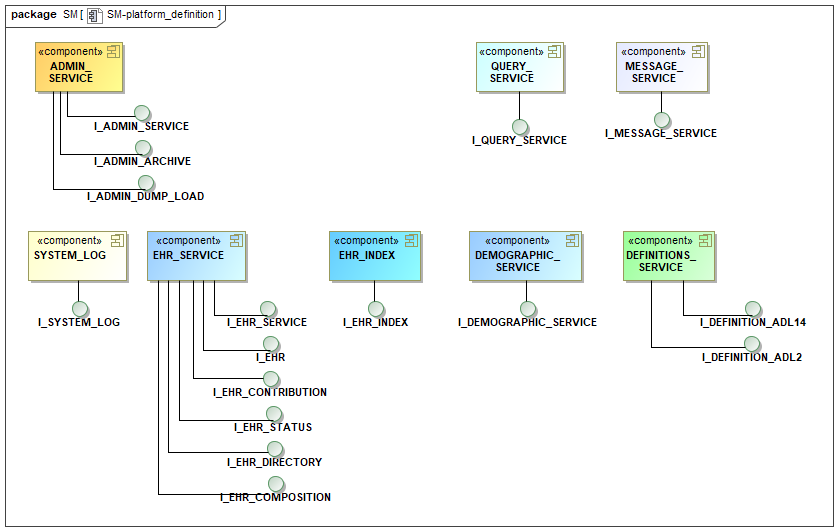 package SM [ SM-platform_definition ]
«component»
ADMIN_
SERVICE
«component»
QUERY_
SERVICE
«component»
MESSAGE_
SERVICE
I_ADMIN_SERVICE
I_ADMIN_ARCHIVE
I_ADMIN_DUMP_LOAD
I_QUERY_SERVICE
I_MESSAGE_SERVICE
«component»
SYSTEM_LOG
«component»
EHR_SERVICE
«component»
EHR_INDEX
«component»
DEMOGRAPHIC_
SERVICE
«component»
DEFINITIONS_
SERVICE
I_SYSTEM_LOG
I_EHR_SERVICE
I_EHR
I_EHR_CONTRIBUTION
I_EHR_STATUS
I_EHR_DIRECTORY
I_EHR_COMPOSITION
I_EHR_INDEX
I_DEMOGRAPHIC_SERVICE
I_DEFINITION_ADL14
I_DEFINITION_ADL2